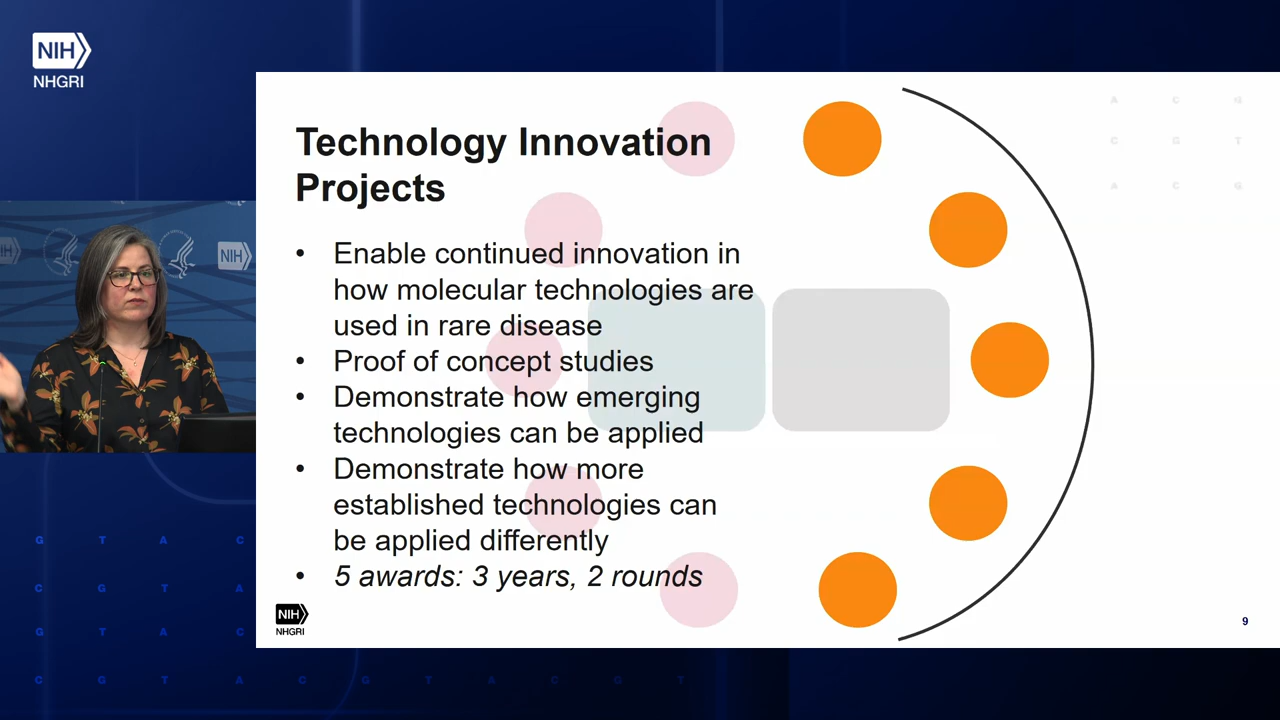 NIH
NHGRI
Technology Innovation
Projects
• Enable continued innovation in
how molecular technologies are
used in rare disease
• Proof of concept studies
• Demonstrate how emerging
technologies can be applied
• Demonstrate how more
established technologies can
be applied differently
• 5 awards: 3 years, 2 rounds
NIH
NHGRI
9
A C G
C G T
A C G
IH
NIH
G T A C
C G T A
G T A C
C G T A C G T A C G T